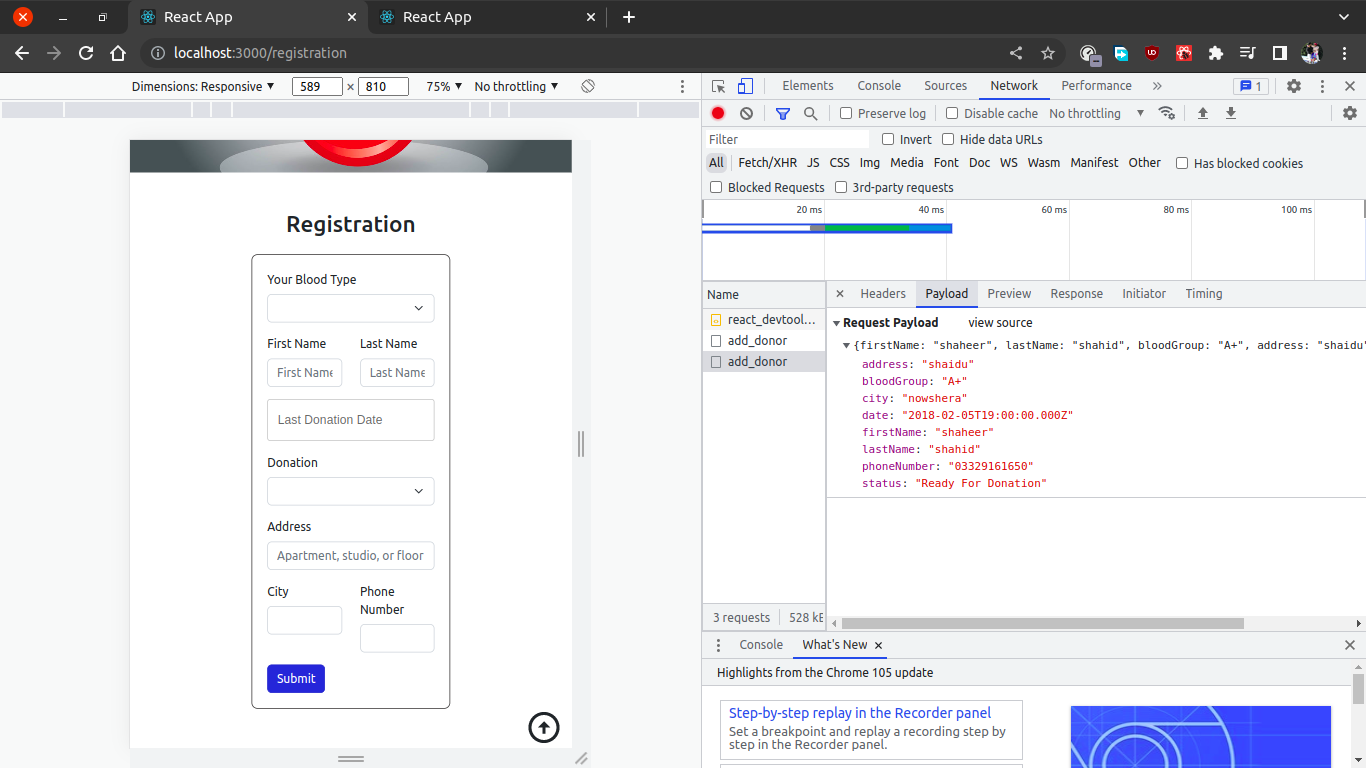 React App
React App
localhost:3000/registration
Dimensions: Responsive 589 × 810 75% No throttling
Elements Console Sources Network Performance 1
Preserve log Disable cache No throttling
Filter Invert Hide data URLs
All Fetch/XHR JS CSS Img Media Font Doc WS Wasm Manifest Other Has blocked cookies
Blocked Requests 3rd-party requests
20 ms 40 ms 60 ms 80 ms 100 ms
Name
react_devtool...
add_donor
add_donor
3 requests 528 kB
Headers Payload Preview Response Initiator Timing
Request Payload view source
{firstName: "shaheer", lastName: "shahid", bloodGroup: "A+", address: "shaidu"
address: "shaidu"
bloodGroup: "A+"
city: "nowshera"
date: "2018-02-05T19:00:00.000Z"
firstName: "shaheer"
lastName: "shahid"
phoneNumber: "03329161650"
status: "Ready For Donation"
Console What's New
Highlights from the Chrome 105 update
Step-by-step replay in the Recorder panel
Set a breakpoint and replay a recording step by
step in the Recorder panel.
Registration
Your Blood Type
First Name Last Name
First Name Last Name
Last Donation Date
Donation
Address
Apartment, studio, or floor
City Phone
Number
Submit